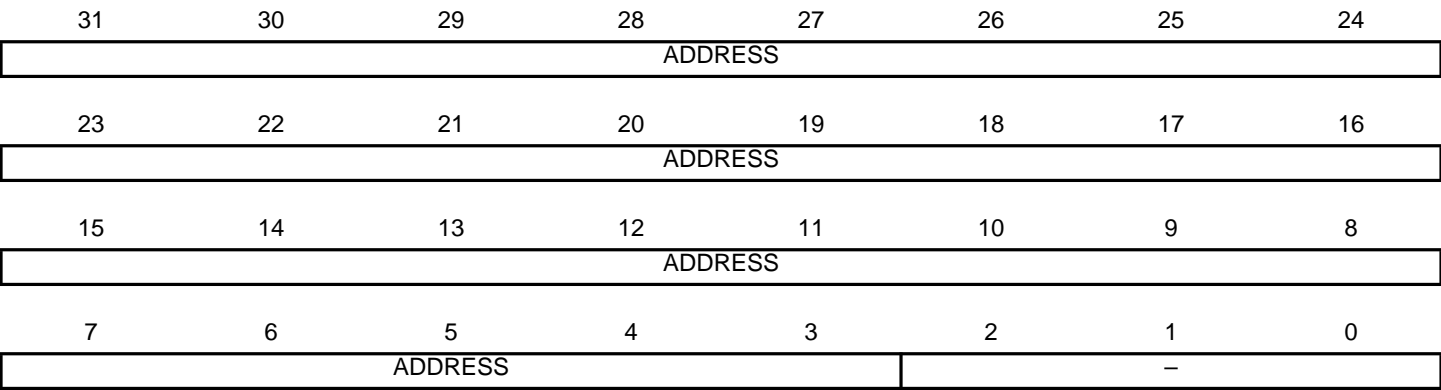 31 30 29 28 27 26 25 24
ADDRESS
23 22 21 20 19 18 17 16
ADDRESS
15 14 13 12 11 10 9 8
ADDRESS
7 6 5 4 3 2 1 0
ADDRESS –